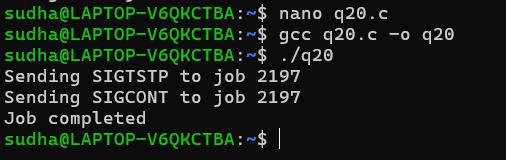 sudha@LAPTOP-V6QKCTBA:~$ nano q20.c
sudha@LAPTOP-V6QKCTBA:~$ gcc q20.c -o q20
sudha@LAPTOP-V6QKCTBA:~$ ./q20
Sending SIGTSTP to job 2197
Sending SIGCONT to job 2197
Job completed
sudha@LAPTOP-V6QKCTBA:~$